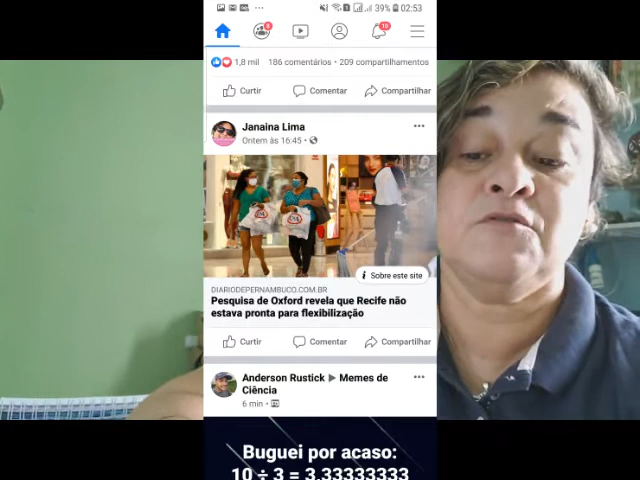 39% 02:53
8
10
1,8 mil 186 comentários • 209 compartilhamentos
Curtir Comentar Compartilhar
Janaina Lima
Ontem às 16:45 •
Sobre este site
DIARIODEPERNAMBUCO.COM.BR
Pesquisa de Oxford revela que Recife não
estava pronta para flexibilização
Curtir Comentar Compartilhar
Anderson Rustick ▶ Memes de
Ciência
6 min •
Buguei por acaso:
10 ÷ 3 = 3,33333333